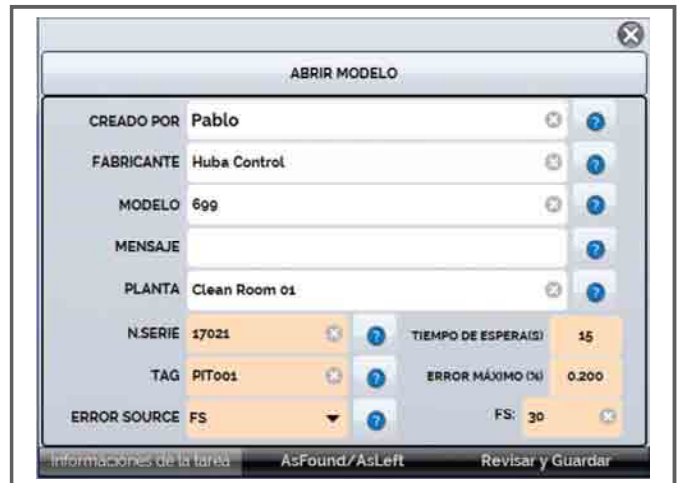 ABRIR MODELO
CREADO POR Pablo
FABRICANTE Huba Control
MODELO 699
MENSAJE
PLANTA Clean Room 01
N.SERIE 17021 TIEMPO DE ESPERA(S) 15
TAG PIT001 ERROR MÁXIMO (%) 0.200
ERROR SOURCE FS FS: 30
Informaciones de la tarea AsFound/AsLeft Revisar y Guardar